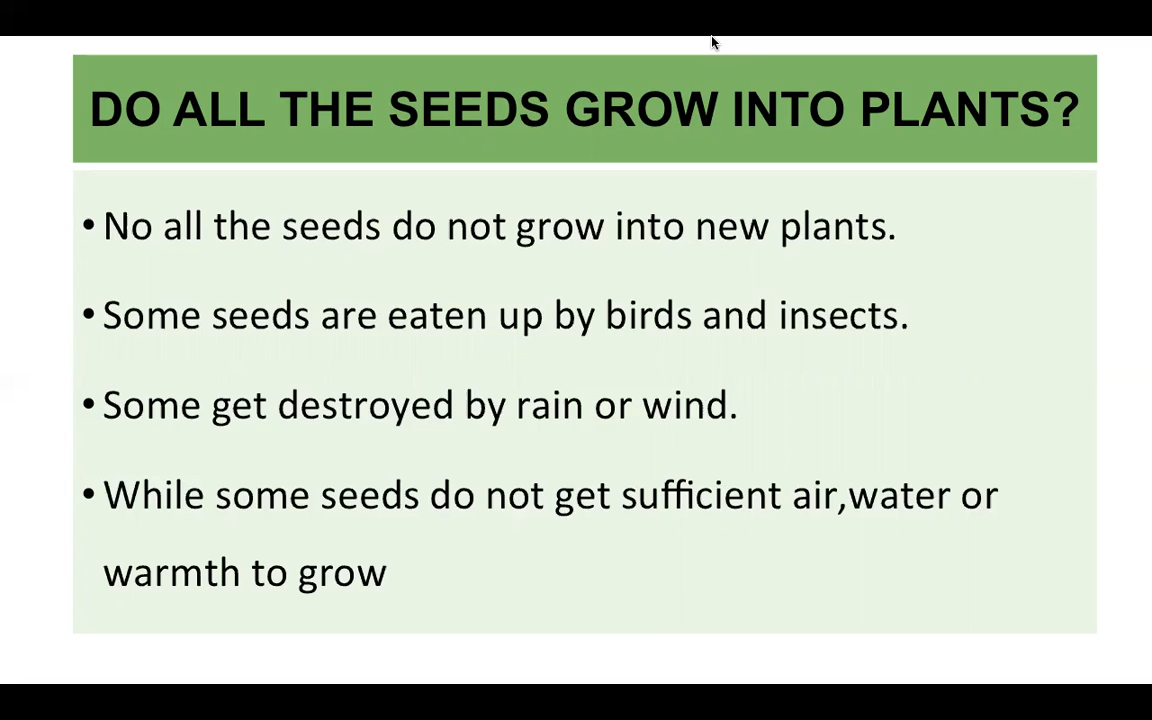 DO ALL THE SEEDS GROW INTO PLANTS?
• No all the seeds do not grow into new plants.
• Some seeds are eaten up by birds and insects.
• Some get destroyed by rain or wind.
• While some seeds do not get sufficient air,water or
warmth to grow